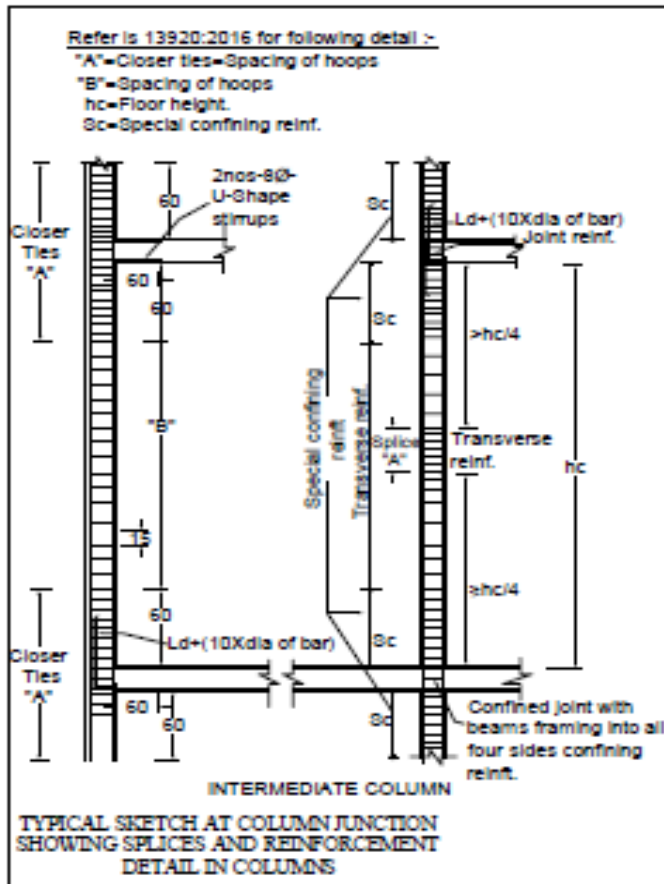 Refer is 13920:2016 for following detail :-
"A"=Closer ties=Spacing of hoops
"B"=Spacing of hoops
hc=Floor height.
Sc=Special confining reinf.
2nos-8Ø-
U-Shape
stirrups
60
Closer
Ties
"A"
60
60
"B"
15
60
Ld+(10Xdia of bar)
Closer
Ties
"A"
60
60
Sc
Ld+(10Xdia of bar)
Joint reinf.
Sc
>hc/4
Special confining
reinft
Transverse reinf.
Splice
"A"
Transverse
reinf.
hc
≥hc/4
Sc
Sc
Confined joint with
beams framing into all
four sides confining
reinft.
INTERMEDIATE COLUMN
TYPICAL SKETCH AT COLUMN JUNCTION
SHOWING SPLICES AND REINFORCEMENT
DETAIL IN COLUMNS